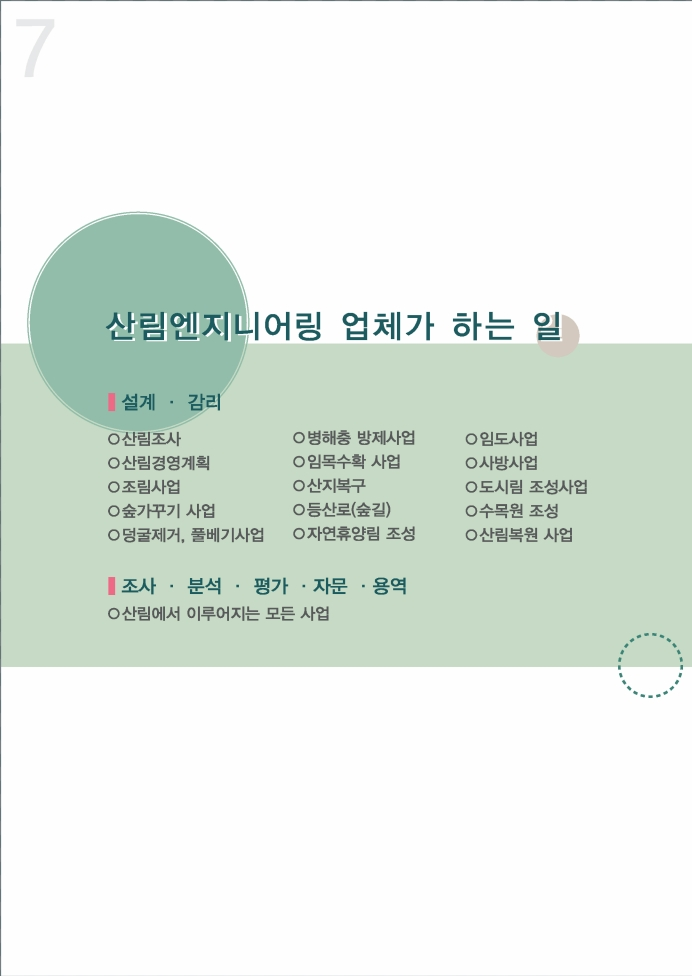 7
산림엔지니어링 업체가 하는 일
설계 · 감리
○산림조사
○산림경영계획
○조림사업
○숲가꾸기 사업
○덩굴제거, 풀베기사업
○병해충 방제사업
○임목수확 사업
○산지복구
○등산로(숲길)
○자연휴양림 조성
○임도사업
○사방사업
○도시림 조성사업
○수목원 조성
○산림복원 사업
조사 · 분석 · 평가 · 자문 · 용역
○산림에서 이루어지는 모든 사업